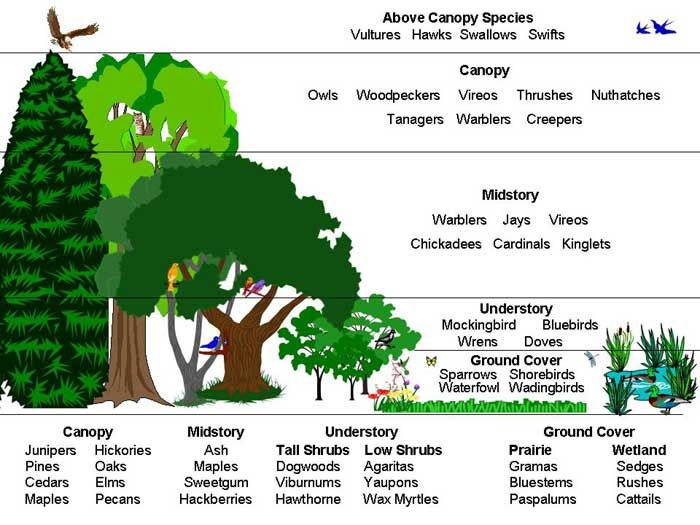 Above Canopy Species
Vultures Hawks Swallows Swifts
Canopy
Owls Woodpeckers Vireos Thrushes Nuthatches
Tanagers Warblers Creepers
Midstory
Warblers Jays Vireos
Chickadees Cardinals Kinglets
Understory
Mockingbird Bluebirds
Wrens Doves
Ground Cover
Sparrows Shorebirds
Waterfowl Wadingbirds
Canopy Midstory Understory Ground Cover
Junipers Hickories Ash Tall Shrubs Low Shrubs Prairie Wetland
Pines Oaks Maples Dogwoods Agaritas Gramas Sedges
Cedars Elms Sweetgum Viburnums Yaupons Bluestems Rushes
Maples Pecans Hackberries Hawthorne Wax Myrtles Paspalums Cattails